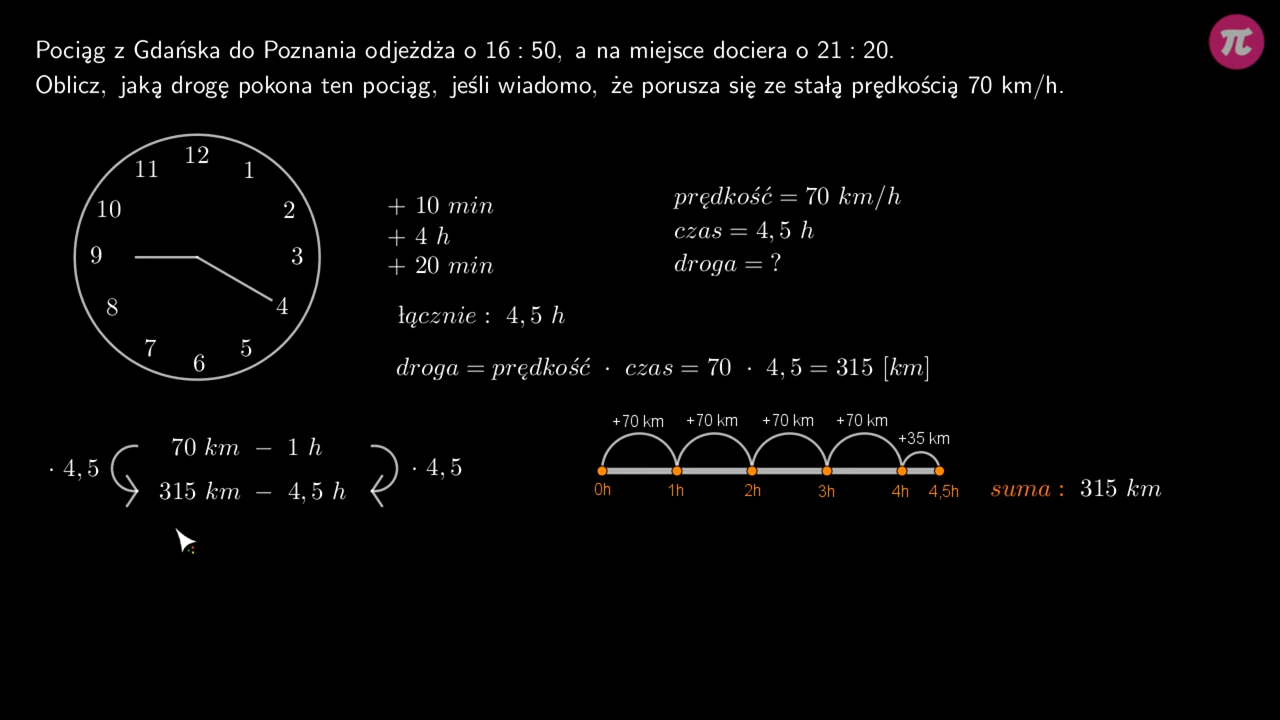 Pociąg z Gdańska do Poznania odjeżdża o 16 : 50, a na miejsce dociera o 21 : 20.
Oblicz, jaką drogę pokona ten pociąg, jeśli wiadomo, że porusza się ze stałą prędkością 70 km/h.
π
12
11
1
10
2
9
3
8
4
7
5
6
+ 10 min
+ 4 h
+ 20 min
łącznie : 4, 5 h
prędkość = 70 km/h
czas = 4, 5 h
droga = ?
droga = prędkość · czas = 70 · 4, 5 = 315 [km]
· 4, 5
70 km − 1 h
315 km − 4, 5 h
· 4, 5
+70 km +70 km +70 km +70 km +35 km
0h 1h 2h 3h 4h 4,5h
suma : 315 km